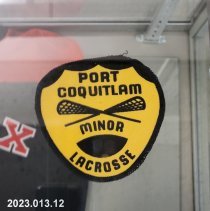 PORT
COQUITLAM
MINOR
LACROSSE
X
2023.013.12